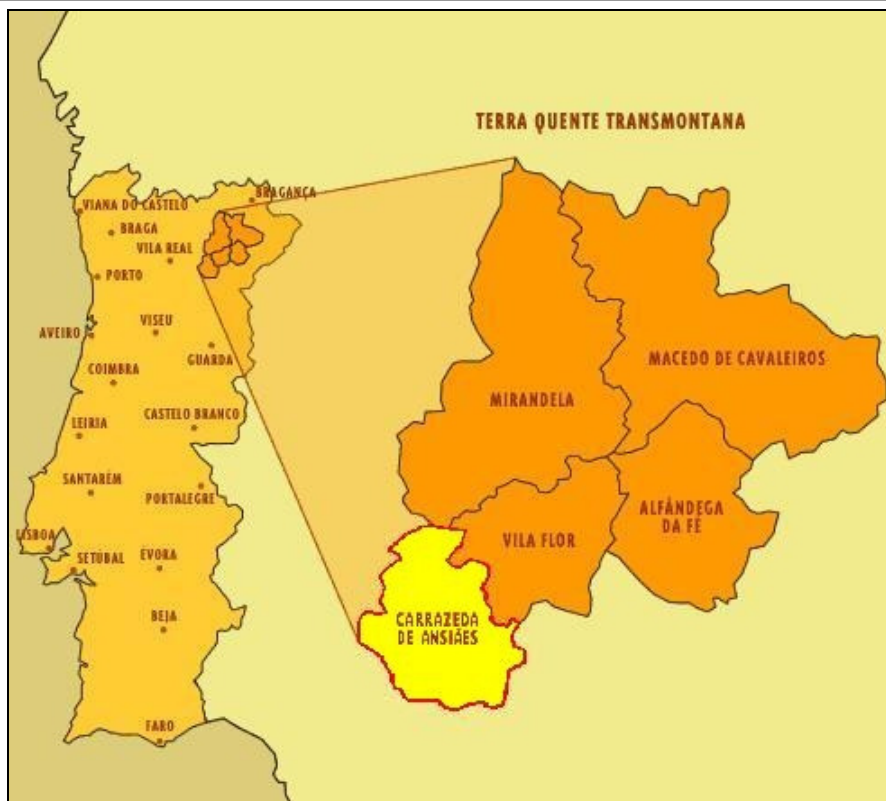 TERRA QUENTE TRANSMONTANA
BRAGANÇA
VIANA DO CASTELO
BRAGA
VILA REAL
PORTO
AVEIRO
VISEU
GUARDA
COIMBRA
CASTELO BRANCO
LEIRIA
SANTARÉM
PORTALEGRE
LISBOA
SETÚBAL
ÉVORA
BEJA
FARO
MACEDO DE CAVALEIROS
MIRANDELA
ALFÂNDEGA
DA FÉ
VILA FLOR
CARRAZEDA
DE ANSIÃES